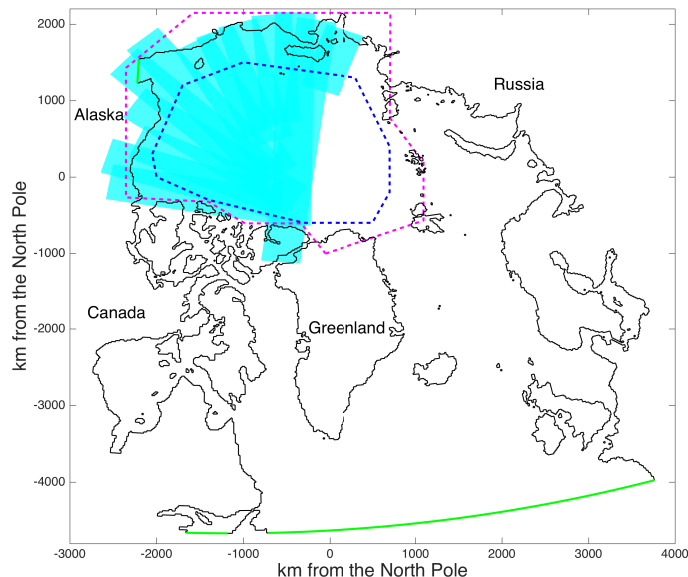 2000
1000
0
-1000
-2000
-3000
-4000
km from the North Pole
Russia
Alaska
Canada
Greenland
-3000 -2000 -1000 0 1000 2000 3000 4000
km from the North Pole